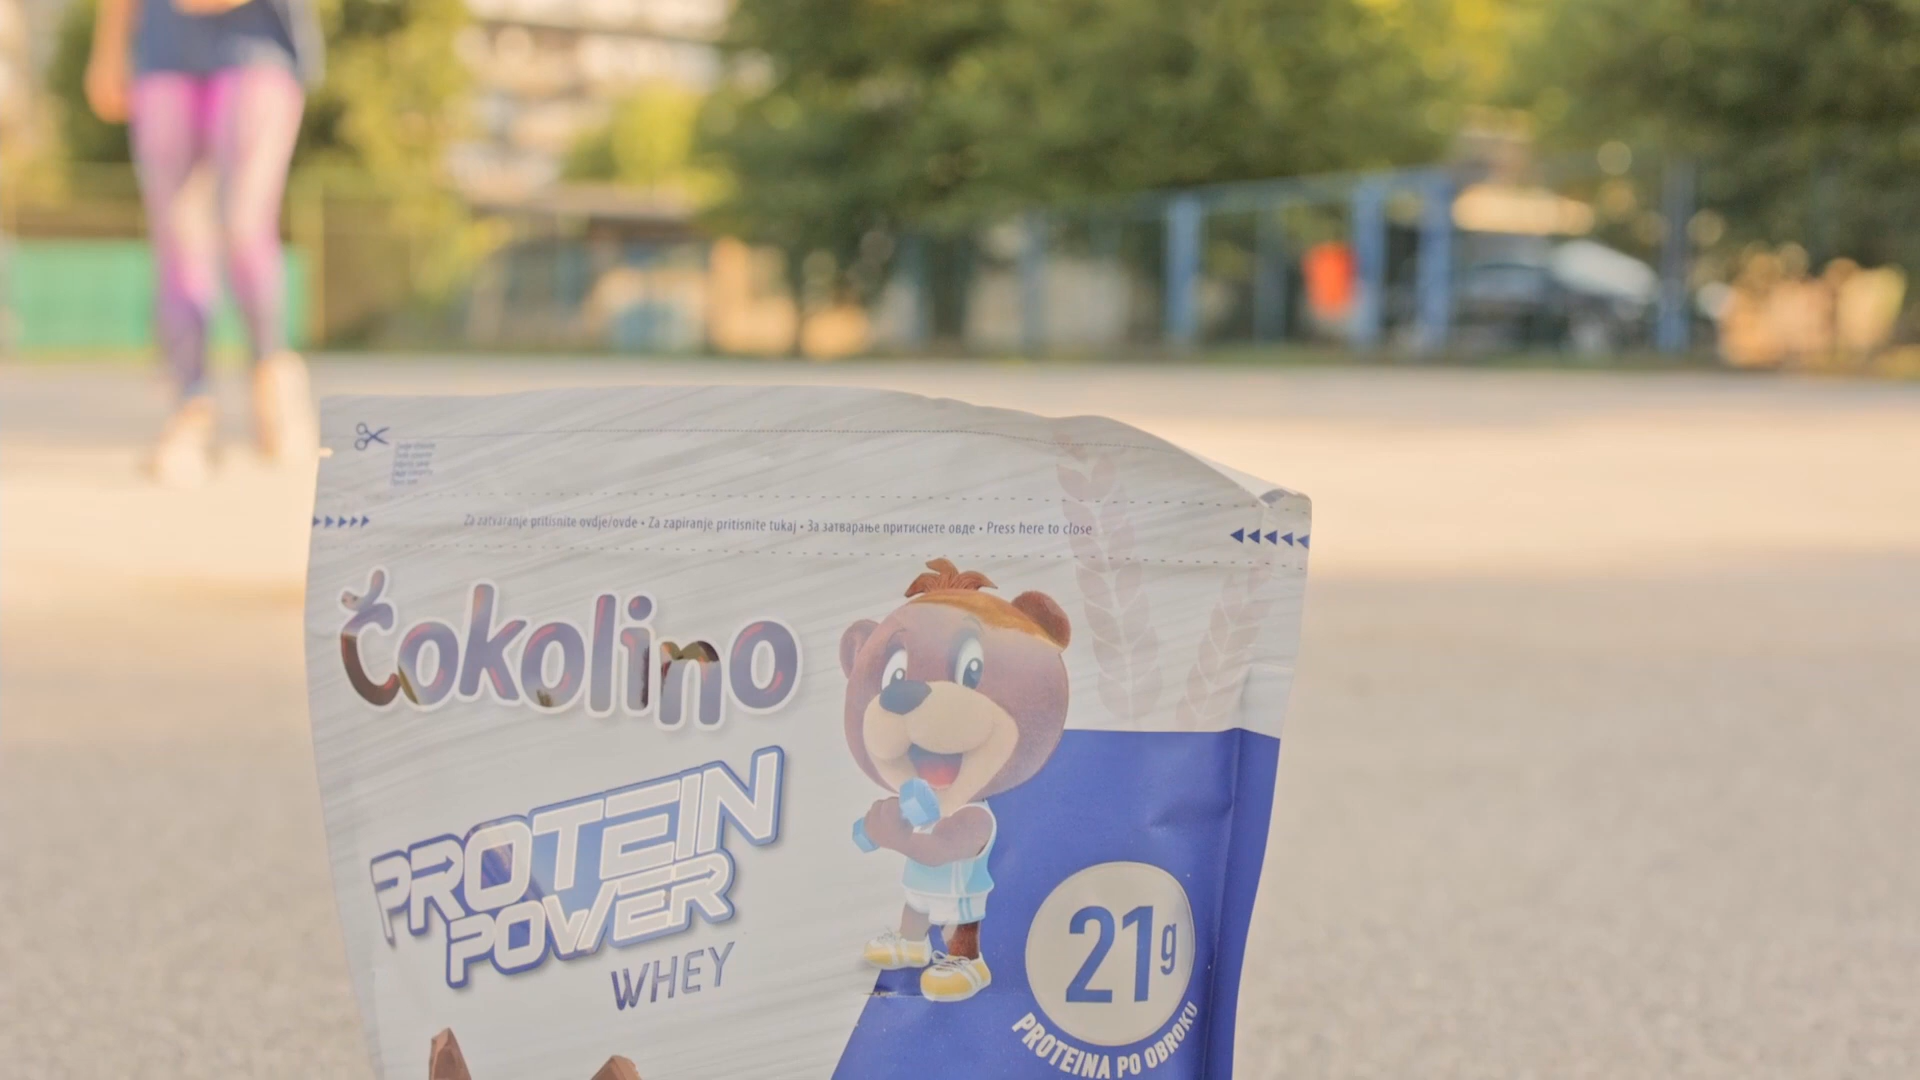 Za zatvaranje pritisnite ovdje/ovde • Za zapiranje pritisnite tukaj • За затварање притиснете овде • Press here to close
Čokolino
PROTEIN
POWER
WHEY
21g
PROTEINA PO OBROKU